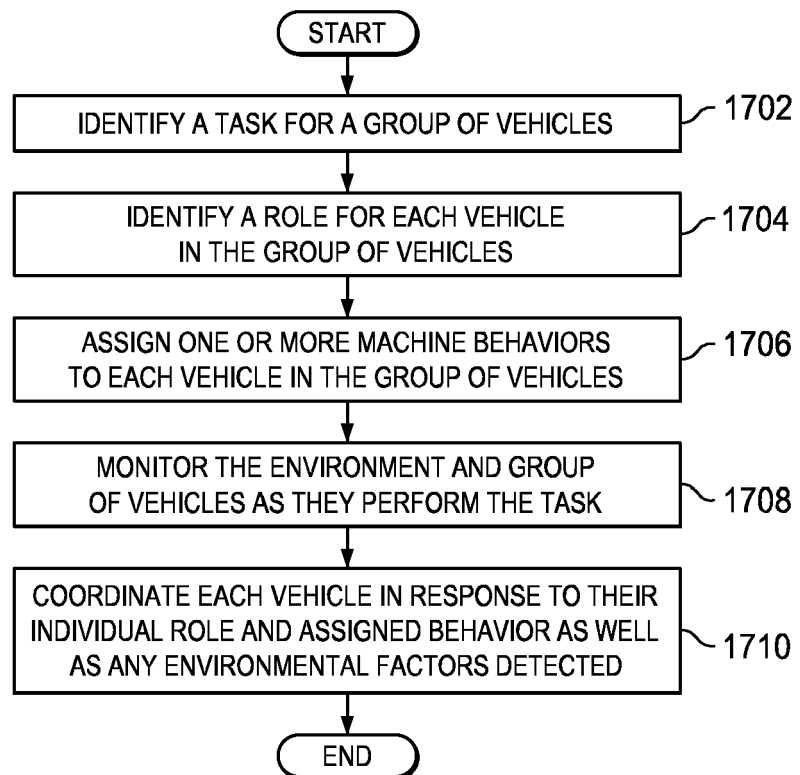 START
IDENTIFY A TASK FOR A GROUP OF VEHICLES
1702
IDENTIFY A ROLE FOR EACH VEHICLE
IN THE GROUP OF VEHICLES
1704
ASSIGN ONE OR MORE MACHINE BEHAVIORS
TO EACH VEHICLE IN THE GROUP OF VEHICLES
1706
MONITOR THE ENVIRONMENT AND GROUP
OF VEHICLES AS THEY PERFORM THE TASK
1708
COORDINATE EACH VEHICLE IN RESPONSE TO THEIR
INDIVIDUAL ROLE AND ASSIGNED BEHAVIOR AS WELL
AS ANY ENVIRONMENTAL FACTORS DETECTED
1710
END